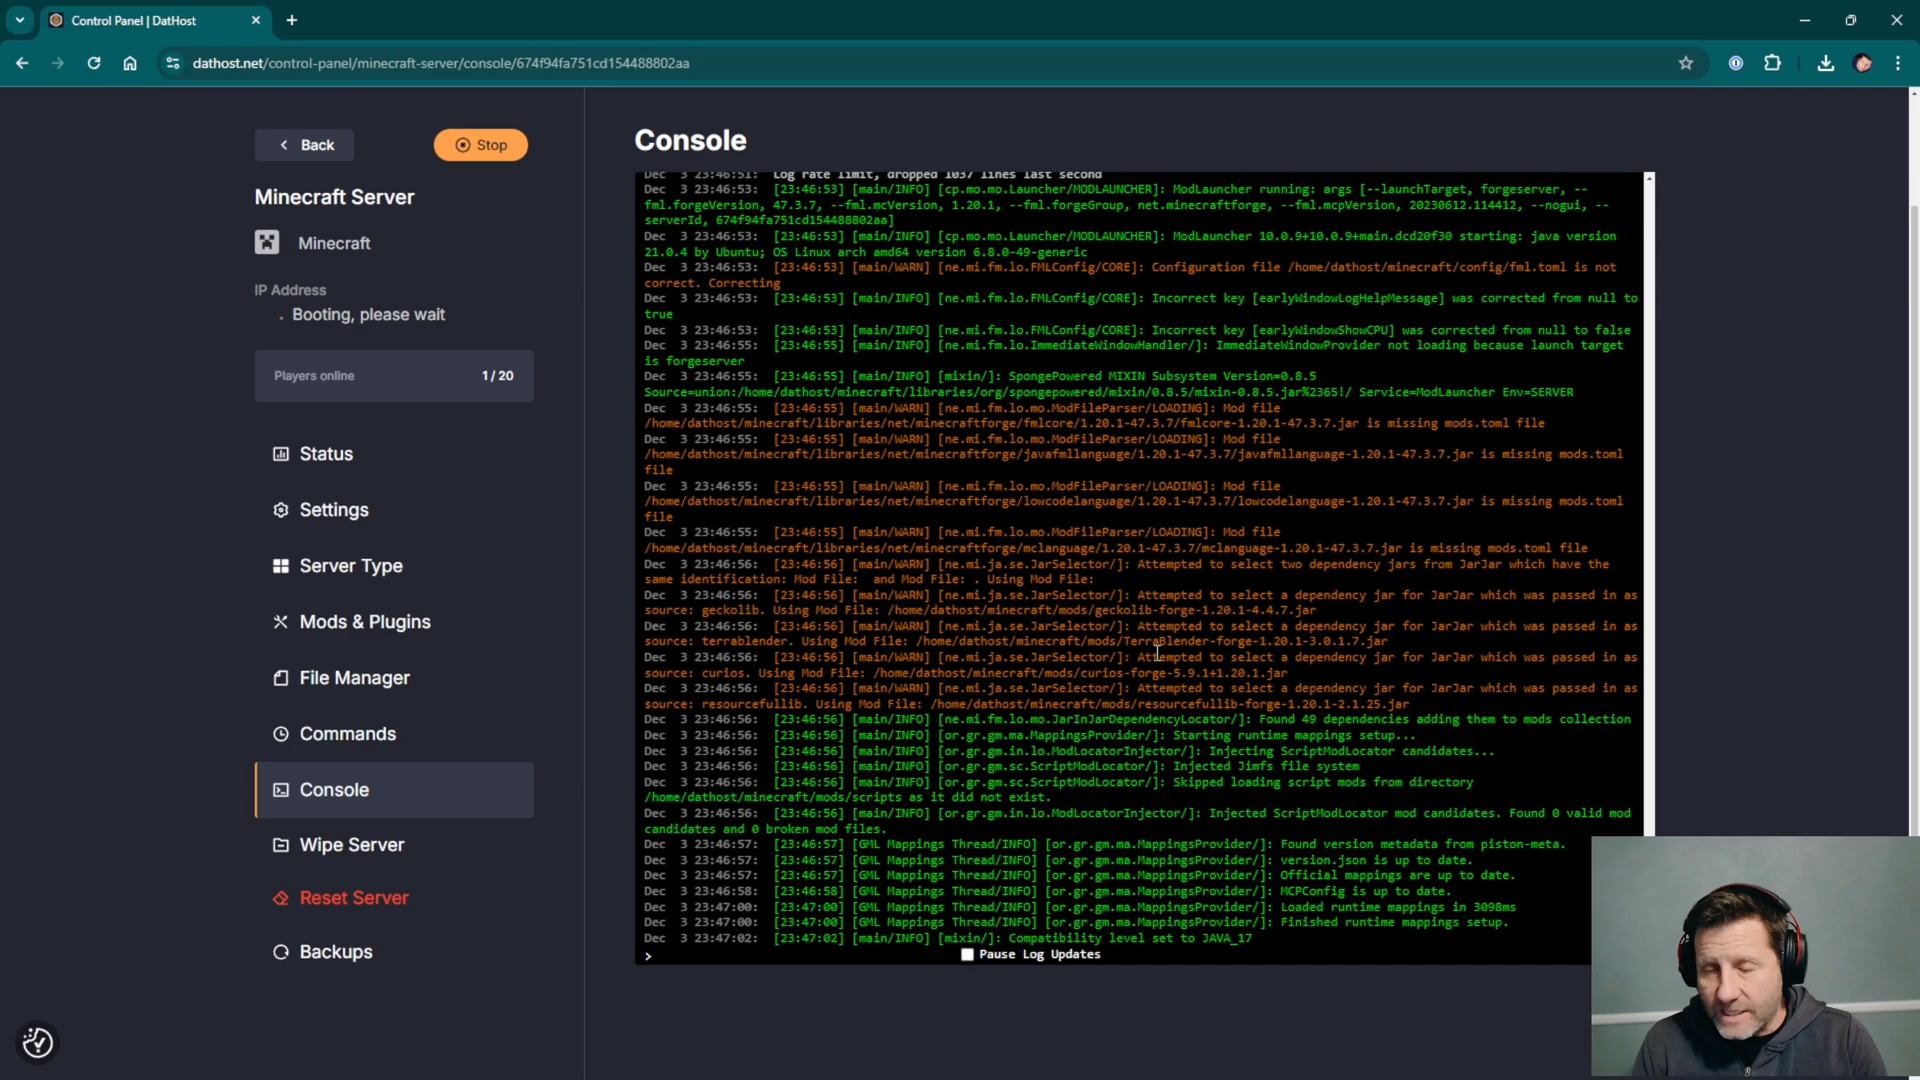 Control Panel | DatHost
dathost.net/control-panel/minecraft-server/console/674f94fa751cd154488802aa
Back
Stop
Minecraft Server
Minecraft
IP Address
Booting, please wait
Players online 1 / 20
Status
Settings
Server Type
Mods & Plugins
File Manager
Commands
Console
Wipe Server
Reset Server
Backups
Console
Dec 3 23:46:51: Log rate limit, dropped 1037 lines last second
Dec 3 23:46:53: [23:46:53] [main/INFO] [cp.mo.mo.Launcher/MODLAUNCHER]: ModLauncher running: args [--launchTarget, forgeserver, --
fml.forgeVersion, 47.3.7, --fml.mcVersion, 1.20.1, --fml.forgeGroup, net.minecraftforge, --fml.mcpVersion, 20230612.114412, --nogui, --
serverId, 674f94fa751cd154488802aa]
Dec 3 23:46:53: [23:46:53] [main/INFO] [cp.mo.mo.Launcher/MODLAUNCHER]: ModLauncher 10.0.9+10.0.9+main.dcd20f30 starting: java version
21.0.4 by Ubuntu; OS Linux arch amd64 version 6.8.0-49-generic
Dec 3 23:46:53: [23:46:53] [main/WARN] [ne.mi.fm.lo.FMLConfig/CORE]: Configuration file /home/dathost/minecraft/config/fml.toml is not
correct. Correcting
Dec 3 23:46:53: [23:46:53] [main/INFO] [ne.mi.fm.lo.FMLConfig/CORE]: Incorrect key [earlyWindowLogHelpMessage] was corrected from null to
true
Dec 3 23:46:53: [23:46:53] [main/INFO] [ne.mi.fm.lo.FMLConfig/CORE]: Incorrect key [earlyWindowShowCPU] was corrected from null to false
Dec 3 23:46:55: [23:46:55] [main/INFO] [ne.mi.fm.lo.ImmediateWindowHandler/]: ImmediateWindowProvider not loading because launch target
is forgeserver
Dec 3 23:46:55: [23:46:55] [main/INFO] [mixin/]: SpongePowered MIXIN Subsystem Version=0.8.5
Source=union:/home/dathost/minecraft/libraries/org/spongepowered/mixin/0.8.5/mixin-0.8.5.jar%2365!/ Service=ModLauncher Env=SERVER
Dec 3 23:46:55: [23:46:55] [main/WARN] [ne.mi.fm.lo.mo.ModFileParser/LOADING]: Mod file
/home/dathost/minecraft/libraries/net/minecraftforge/fmlcore/1.20.1-47.3.7/fmlcore-1.20.1-47.3.7.jar is missing mods.toml file
Dec 3 23:46:55: [23:46:55] [main/WARN] [ne.mi.fm.lo.mo.ModFileParser/LOADING]: Mod file
/home/dathost/minecraft/libraries/net/minecraftforge/javafmllanguage/1.20.1-47.3.7/javafmllanguage-1.20.1-47.3.7.jar is missing mods.toml
file
Dec 3 23:46:55: [23:46:55] [main/WARN] [ne.mi.fm.lo.mo.ModFileParser/LOADING]: Mod file
/home/dathost/minecraft/libraries/net/minecraftforge/lowcodelanguage/1.20.1-47.3.7/lowcodelanguage-1.20.1-47.3.7.jar is missing mods.toml
file
Dec 3 23:46:55: [23:46:55] [main/WARN] [ne.mi.fm.lo.mo.ModFileParser/LOADING]: Mod file
/home/dathost/minecraft/libraries/net/minecraftforge/mclanguage/1.20.1-47.3.7/mclanguage-1.20.1-47.3.7.jar is missing mods.toml file
Dec 3 23:46:56: [23:46:56] [main/WARN] [ne.mi.ja.se.JarSelector/]: Attempted to select two dependency jars from JarJar which have the
same identification: Mod File: and Mod File: . Using Mod File:
Dec 3 23:46:56: [23:46:56] [main/WARN] [ne.mi.ja.se.JarSelector/]: Attempted to select a dependency jar for JarJar which was passed in as
source: geckolib. Using Mod File: /home/dathost/minecraft/mods/geckolib-forge-1.20.1-4.4.7.jar
Dec 3 23:46:56: [23:46:56] [main/WARN] [ne.mi.ja.se.JarSelector/]: Attempted to select a dependency jar for JarJar which was passed in as
source: terrablender. Using Mod File: /home/dathost/minecraft/mods/TerraBlender-forge-1.20.1-3.0.1.7.jar
Dec 3 23:46:56: [23:46:56] [main/WARN] [ne.mi.ja.se.JarSelector/]: Attempted to select a dependency jar for JarJar which was passed in as
source: curios. Using Mod File: /home/dathost/minecraft/mods/curios-forge-5.9.1+1.20.1.jar
Dec 3 23:46:56: [23:46:56] [main/WARN] [ne.mi.ja.se.JarSelector/]: Attempted to select a dependency jar for JarJar which was passed in as
source: resourcefullib. Using Mod File: /home/dathost/minecraft/mods/resourcefullib-forge-1.20.1-2.1.25.jar
Dec 3 23:46:56: [23:46:56] [main/INFO] [ne.mi.fm.lo.mo.JarInJarDependencyLocator/]: Found 49 dependencies adding them to mods collection
Dec 3 23:46:56: [23:46:56] [main/INFO] [or.gr.gm.ma.MappingsProvider/]: Starting runtime mappings setup...
Dec 3 23:46:56: [23:46:56] [main/INFO] [or.gr.gm.in.lo.ModLocatorInjector/]: Injecting ScriptModLocator candidates...
Dec 3 23:46:56: [23:46:56] [main/INFO] [or.gr.gm.sc.ScriptModLocator/]: Injected Jimfs file system
Dec 3 23:46:56: [23:46:56] [main/INFO] [or.gr.gm.sc.ScriptModLocator/]: Skipped loading script mods from directory
/home/dathost/minecraft/mods/scripts as it did not exist.
Dec 3 23:46:56: [23:46:56] [main/INFO] [or.gr.gm.in.lo.ModLocatorInjector/]: Injected ScriptModLocator mod candidates. Found 0 valid mod
candidates and 0 broken mod files.
Dec 3 23:46:57: [23:46:57] [GML Mappings Thread/INFO] [or.gr.gm.ma.MappingsProvider/]: Found version metadata from piston-meta.
Dec 3 23:46:57: [23:46:57] [GML Mappings Thread/INFO] [or.gr.gm.ma.MappingsProvider/]: version.json is up to date.
Dec 3 23:46:57: [23:46:57] [GML Mappings Thread/INFO] [or.gr.gm.ma.MappingsProvider/]: Official mappings are up to date.
Dec 3 23:46:58: [23:46:58] [GML Mappings Thread/INFO] [or.gr.gm.ma.MappingsProvider/]: MCPConfig is up to date.
Dec 3 23:47:00: [23:47:00] [GML Mappings Thread/INFO] [or.gr.gm.ma.MappingsProvider/]: Loaded runtime mappings in 3098ms
Dec 3 23:47:00: [23:47:00] [GML Mappings Thread/INFO] [or.gr.gm.ma.MappingsProvider/]: Finished runtime mappings setup.
Dec 3 23:47:02: [23:47:02] [main/INFO] [mixin/]: Compatibility level set to JAVA_17
>
Pause Log Updates